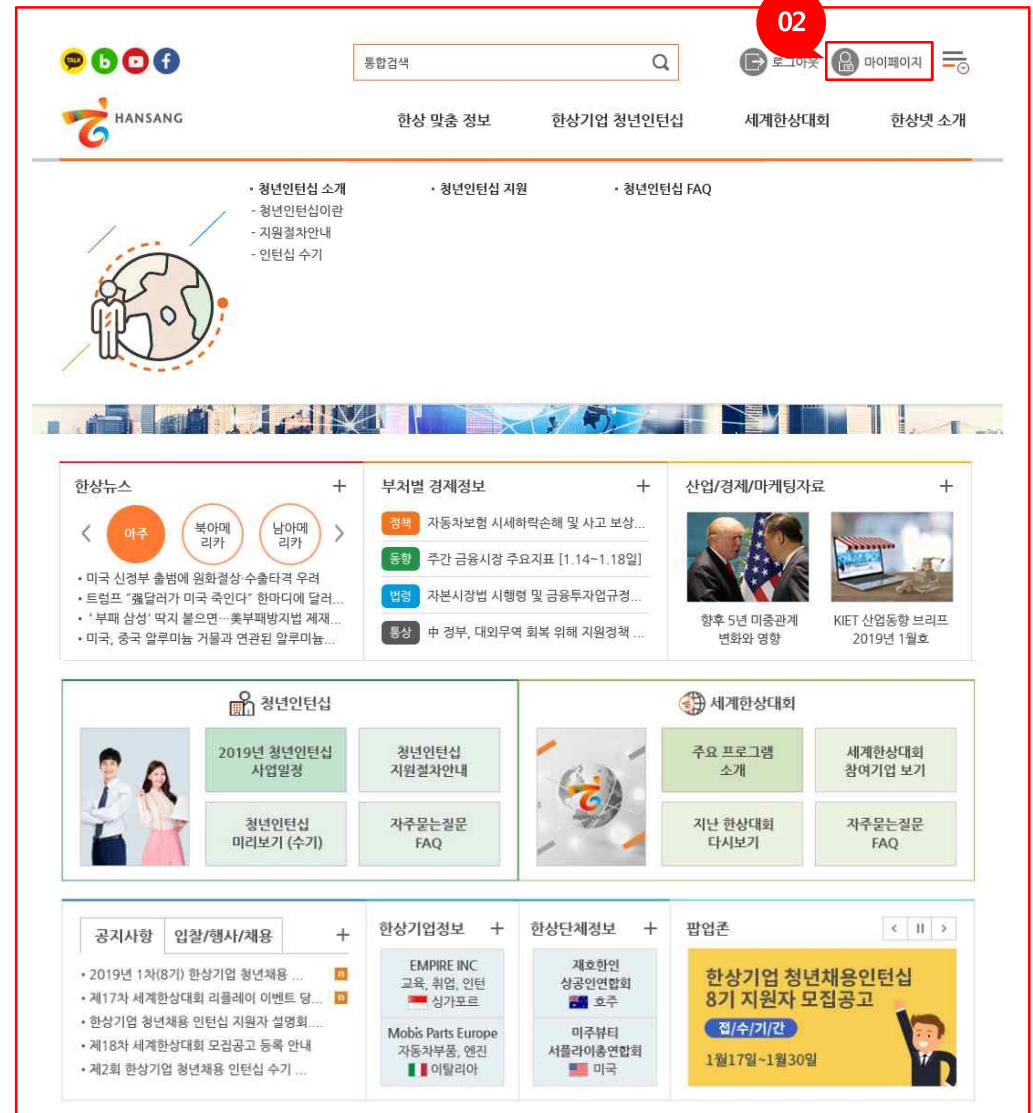 02
TALK
통합검색
로그아웃
마이페이지
HANSANG
한상 맞춤 정보
한상기업 청년인턴십
세계한상대회
한상넷 소개
· 청년인턴십 소개
- 청년인턴십이란
- 지원절차안내
- 인턴십 수기
· 청년인턴십 지원
· 청년인턴십 FAQ
한상뉴스 +
아주
북아메
리카
남아메
리카
• 미국 신정부 출범에 원화절상·수출타격 우려
• 트럼프 "强달러가 미국 죽인다" 한마디에 달러...
• '부패 삼성' 딱지 붙으면…美부패방지법 제재...
• 미국, 중국 알루미늄 거물과 연관된 알루미늄...
부처별 경제정보 +
정책 자동차보험 시세하락손해 및 사고 보상...
동향 주간 금융시장 주요지표 [1.14~1.18일]
법령 자본시장법 시행령 및 금융투자업규정...
통상 中 정부, 대외무역 회복 위해 지원정책 ...
산업/경제/마케팅자료 +
향후 5년 미중관계
변화와 영향
KIET 산업동향 브리프
2019년 1월호
청년인턴십
2019년 청년인턴십
사업일정
청년인턴십
지원절차안내
청년인턴십
미리보기 (수기)
자주묻는질문
FAQ
세계한상대회
HANSANG
주요 프로그램
소개
세계한상대회
참여기업 보기
지난 한상대회
다시보기
자주묻는질문
FAQ
공지사항
입찰/행사/채용 +
• 2019년 1차(8기) 한상기업 청년채용 ... n
• 제17차 세계한상대회 리플레이 이벤트 당... n
• 한상기업 청년채용 인턴십 지원자 설명회....
• 제18차 세계한상대회 모집공고 등록 안내
• 제2회 한상기업 청년채용 인턴십 수기 ...
한상기업정보 +
EMPIRE INC
교육, 취업, 인턴
싱가포르
Mobis Parts Europe
자동차부품, 엔진
이탈리아
한상단체정보 +
재호한인
상공인연합회
호주
미주뷰티
서플라이총연합회
미국
팝업존
한상기업 청년채용인턴십
8기 지원자 모집공고
접/수/기/간
1월17일~1월30일